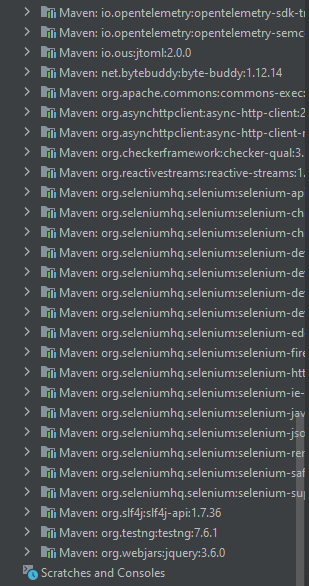 Maven: io.opentelemetry:opentelemetry-sdk-tr
Maven: io.opentelemetry:opentelemetry-semc
Maven: io.ous:jtoml:2.0.0
Maven: net.bytebuddy:byte-buddy:1.12.14
Maven: org.apache.commons:commons-exec:
Maven: org.asynchttpclient:async-http-client:2
Maven: org.asynchttpclient:async-http-client-r
Maven: org.checkerframework:checker-qual:3.
Maven: org.reactivestreams:reactive-streams:1.
Maven: org.seleniumhq.selenium:selenium-ap
Maven: org.seleniumhq.selenium:selenium-ch
Maven: org.seleniumhq.selenium:selenium-ch
Maven: org.seleniumhq.selenium:selenium-de
Maven: org.seleniumhq.selenium:selenium-de
Maven: org.seleniumhq.selenium:selenium-de
Maven: org.seleniumhq.selenium:selenium-de
Maven: org.seleniumhq.selenium:selenium-ed
Maven: org.seleniumhq.selenium:selenium-fire
Maven: org.seleniumhq.selenium:selenium-htt
Maven: org.seleniumhq.selenium:selenium-ie-
Maven: org.seleniumhq.selenium:selenium-jav
Maven: org.seleniumhq.selenium:selenium-jso
Maven: org.seleniumhq.selenium:selenium-rer
Maven: org.seleniumhq.selenium:selenium-saf
Maven: org.seleniumhq.selenium:selenium-sup
Maven: org.slf4j:slf4j-api:1.7.36
Maven: org.testng:testng:7.6.1
Maven: org.webjars:jquery:3.6.0
Scratches and Consoles